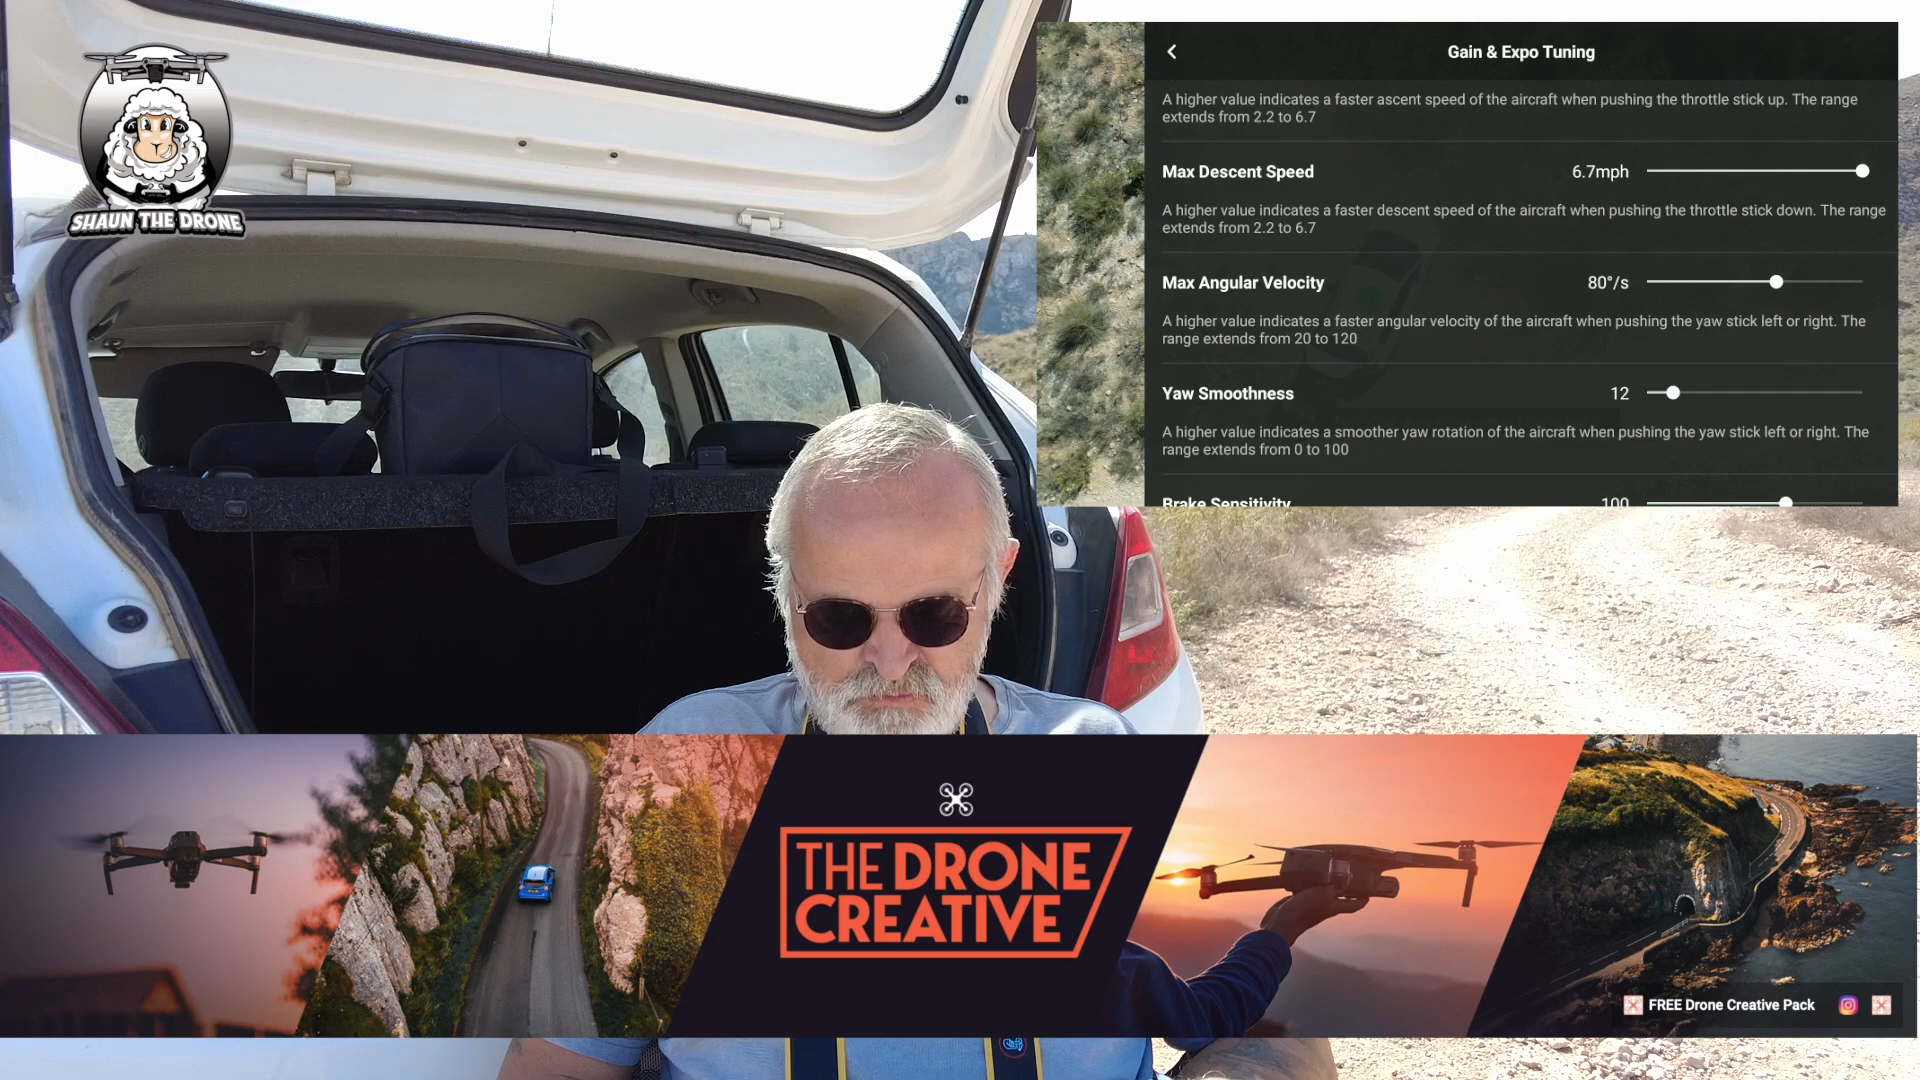 SHAUN THE DRONE
Gain & Expo Tuning
A higher value indicates a faster ascent speed of the aircraft when pushing the throttle stick up. The range
extends from 2.2 to 6.7
Max Descent Speed 6.7mph
A higher value indicates a faster descent speed of the aircraft when pushing the throttle stick down. The range
extends from 2.2 to 6.7
Max Angular Velocity 80°/s
A higher value indicates a faster angular velocity of the aircraft when pushing the yaw stick left or right. The
range extends from 20 to 120
Yaw Smoothness 12
A higher value indicates a smoother yaw rotation of the aircraft when pushing the yaw stick left or right. The
range extends from 0 to 100
Brake Sensitivity 100
THE DRONE
CREATIVE
FREE Drone Creative Pack